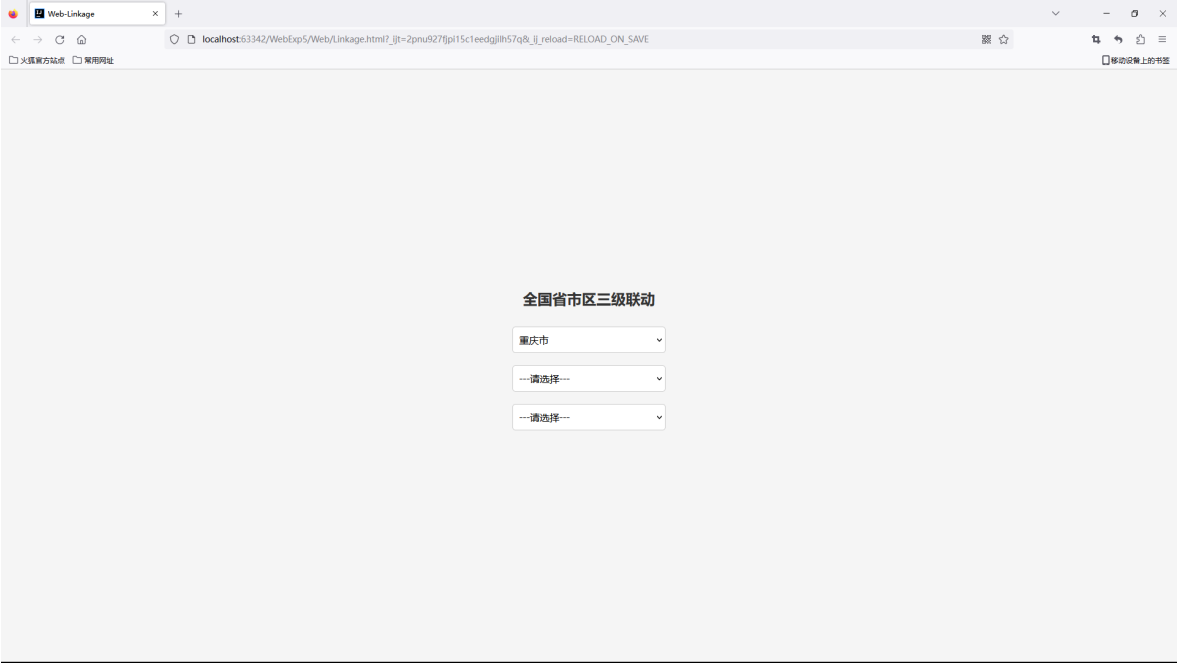 Web-Linkage
localhost:63342/WebExp5/Web/Linkage.html?_ijt=2pnu927fjpl15c1eedgjilh57q&_ij_reload=RELOAD_ON_SAVE
火狐官方站点 常用网址
移动设备上的书签
全国省市区三级联动
重庆市
---请选择---
---请选择---